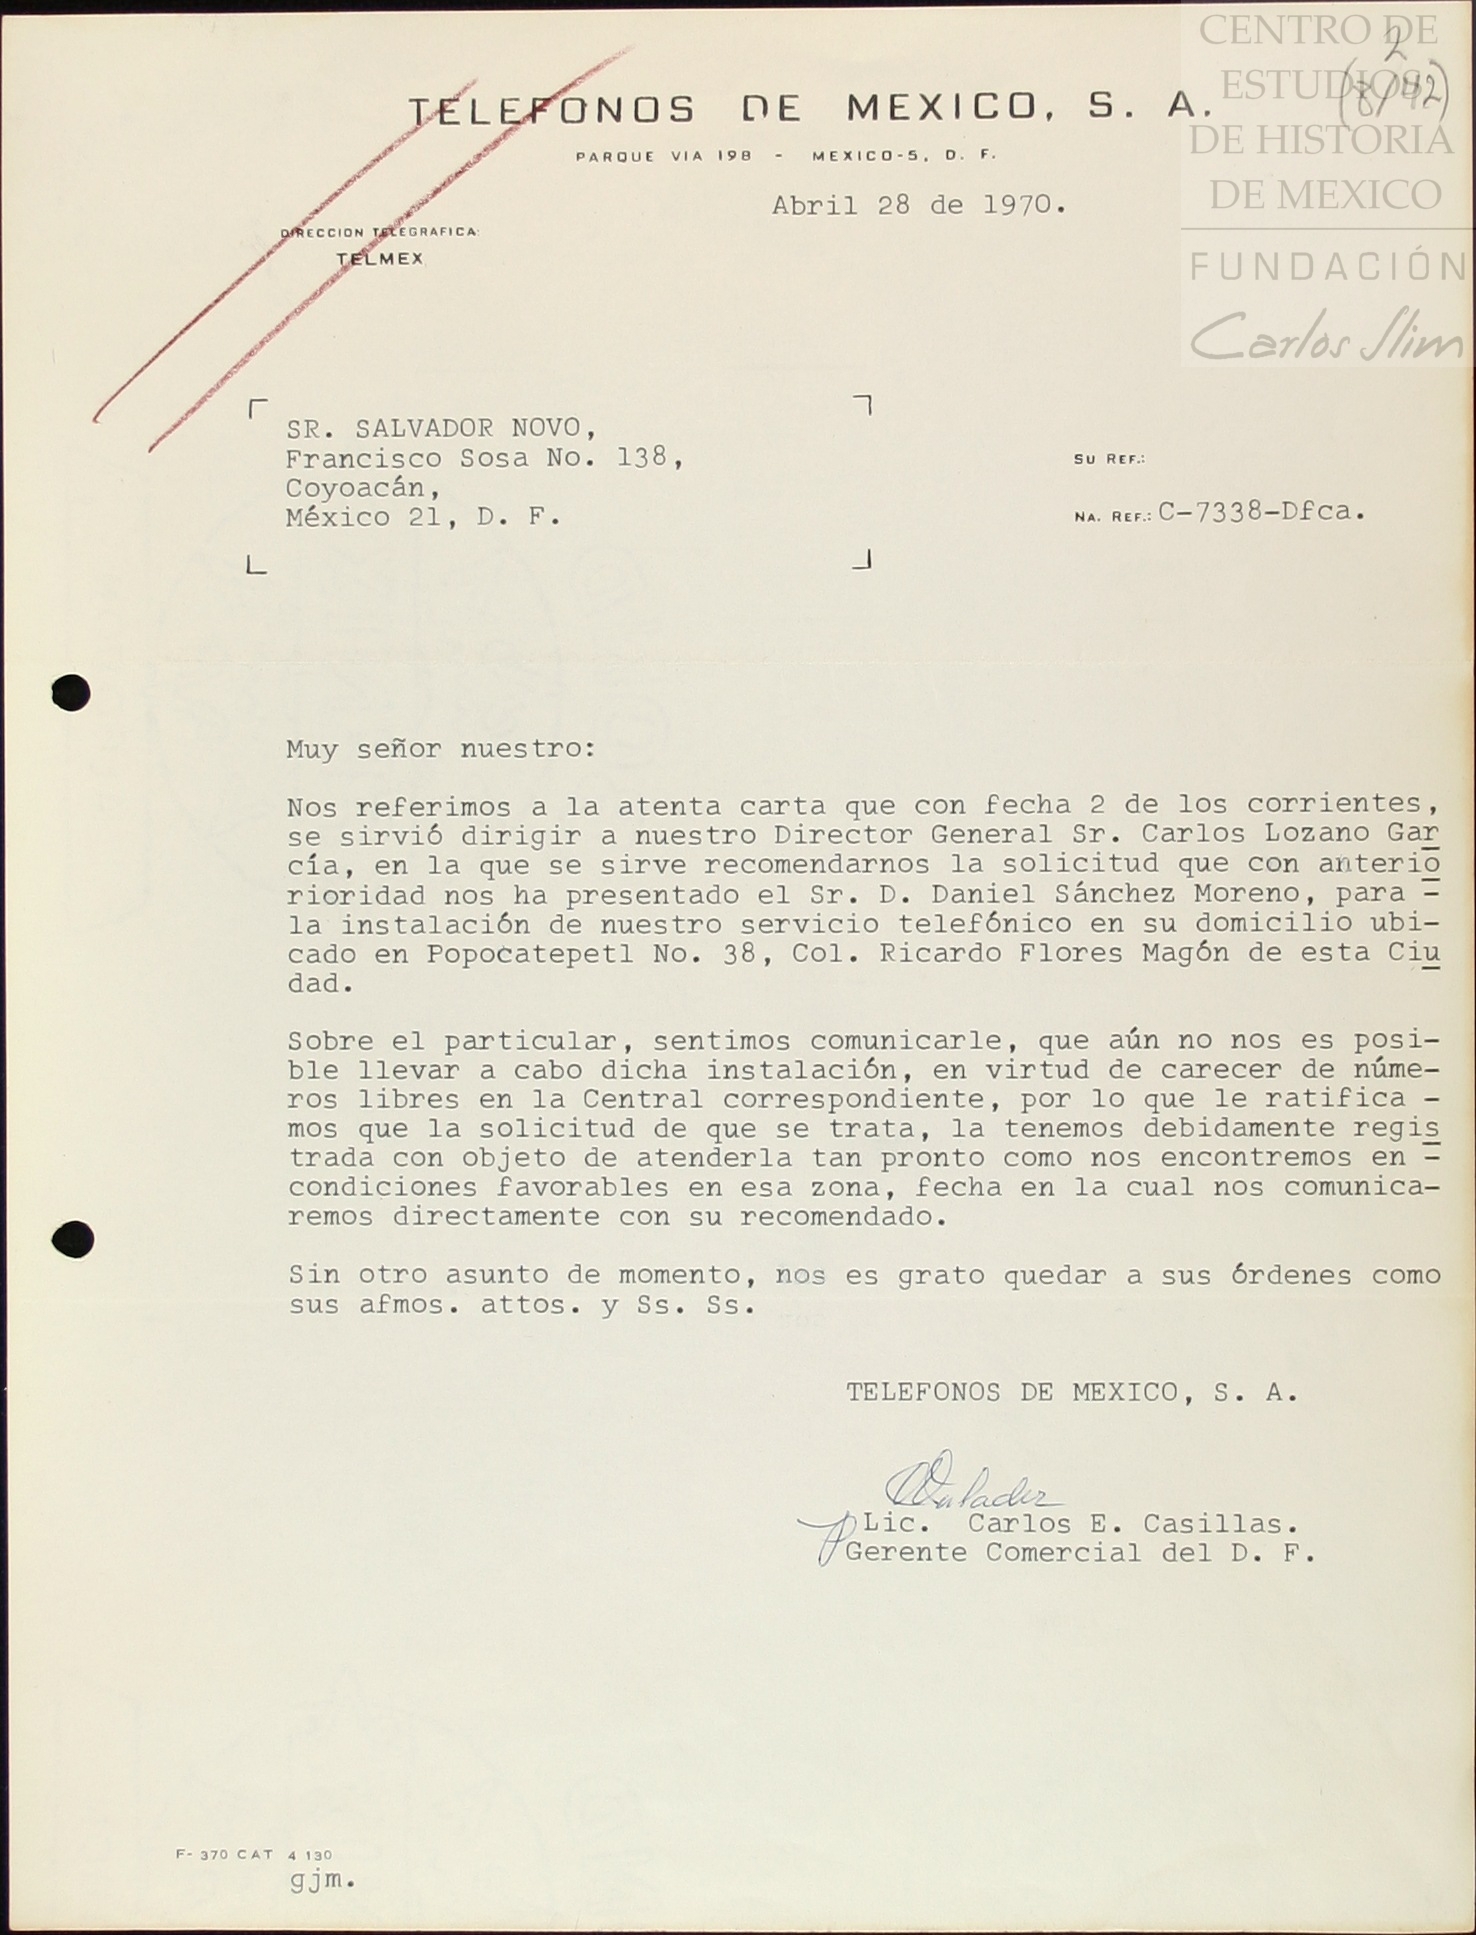 CENTRO DE
ESTUDIOS
DE HISTORIA
DE MEXICO
FUNDACIÓN
Carlos Slim
2
(8/42)
TELEFONOS DE MEXICO, S. A.
PARQUE VIA 198 - MEXICO-5, D. F.
Abril 28 de 1970.
DIRECCION TELEGRAFICA:
TELMEX
SR. SALVADOR NOVO,
Francisco Sosa No. 138,
Coyoacán,
México 21, D. F.
SU REF.:
NA. REF.: C-7338-Dfca.
Muy señor nuestro:
Nos referimos a la atenta carta que con fecha 2 de los corrientes,
se sirvió dirigir a nuestro Director General Sr. Carlos Lozano Gar
cía, en la que se sirve recomendarnos la solicitud que con anterio
rioridad nos ha presentado el Sr. D. Daniel Sánchez Moreno, para -
la instalación de nuestro servicio telefónico en su domicilio ubi-
cado en Popocatepetl No. 38, Col. Ricardo Flores Magón de esta Ciu
dad.
Sobre el particular, sentimos comunicarle, que aún no nos es posi-
ble llevar a cabo dicha instalación, en virtud de carecer de núme-
ros libres en la Central correspondiente, por lo que le ratifica -
mos que la solicitud de que se trata, la tenemos debidamente regis
trada con objeto de atenderla tan pronto como nos encontremos en -
condiciones favorables en esa zona, fecha en la cual nos comunica-
remos directamente con su recomendado.
Sin otro asunto de momento, nos es grato quedar a sus órdenes como
sus afmos. attos. y Ss. Ss.
TELEFONOS DE MEXICO, S. A.
Lic. Carlos E. Casillas.
Gerente Comercial del D. F.
F- 370 CAT 4 130
gjm.